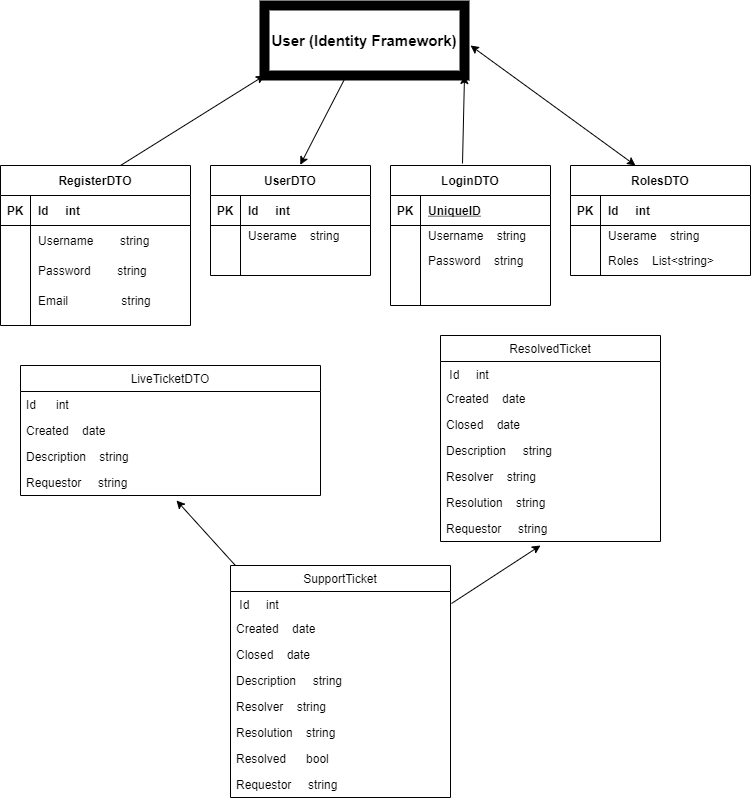 User (Identity Framework)
RegisterDTO
PK Id int
Username string
Password string
Email string
UserDTO
PK Id int
Userame string
LoginDTO
PK UniqueID
Username string
Password string
RolesDTO
PK Id int
Userame string
Roles List<string>
LiveTicketDTO
Id int
Created date
Description string
Requestor string
ResolvedTicket
Id int
Created date
Closed date
Description string
Resolver string
Resolution string
Requestor string
SupportTicket
Id int
Created date
Closed date
Description string
Resolver string
Resolution string
Resolved bool
Requestor string